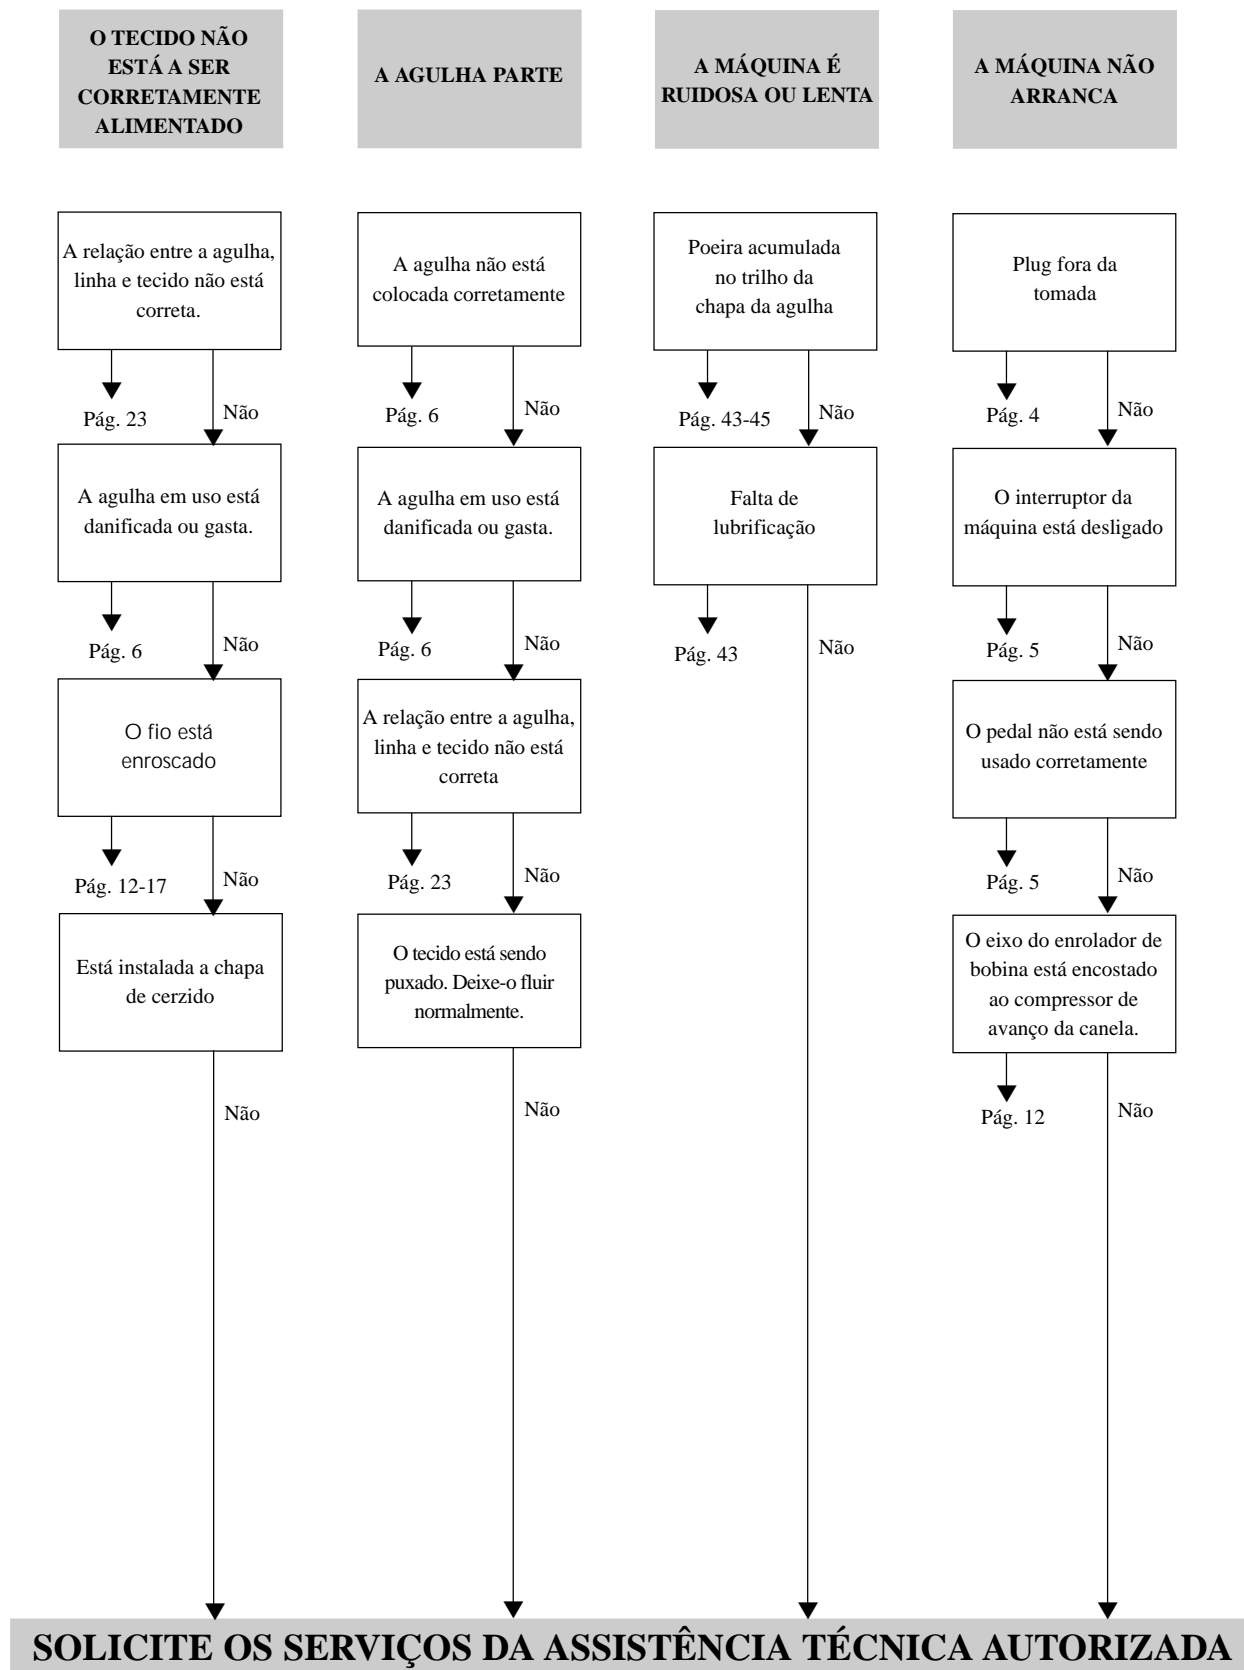 O TECIDO NÃO
ESTÁ A SER
CORRETAMENTE
ALIMENTADO
A relação entre a agulha,
linha e tecido não está
correta.
Pág. 23
Não
A agulha em uso está
danificada ou gasta.
Pág. 6
Não
O fio está
enroscado
Pág. 12-17
Não
Está instalada a chapa
de cerzido
Não
A AGULHA PARTE
A agulha não está
colocada corretamente
Pág. 6
Não
A agulha em uso está
danificada ou gasta.
Pág. 6
Não
A relação entre a agulha,
linha e tecido não está
correta
Pág. 23
Não
O tecido está sendo
puxado. Deixe-o fluir
normalmente.
Não
A MÁQUINA É
RUIDOSA OU LENTA
Poeira acumulada
no trilho da
chapa da agulha
Pág. 43-45
Não
Falta de
lubrificação
Pág. 43
Não
A MÁQUINA NÃO
ARRANCA
Plug fora da
tomada
Pág. 4
Não
O interruptor da
máquina está desligado
Pág. 5
Não
O pedal não está sendo
usado corretamente
Pág. 5
Não
O eixo do enrolador de
bobina está encostado
ao compressor de
avanço da canela.
Pág. 12
Não
SOLICITE OS SERVIÇOS DA ASSISTÊNCIA TÉCNICA AUTORIZADA